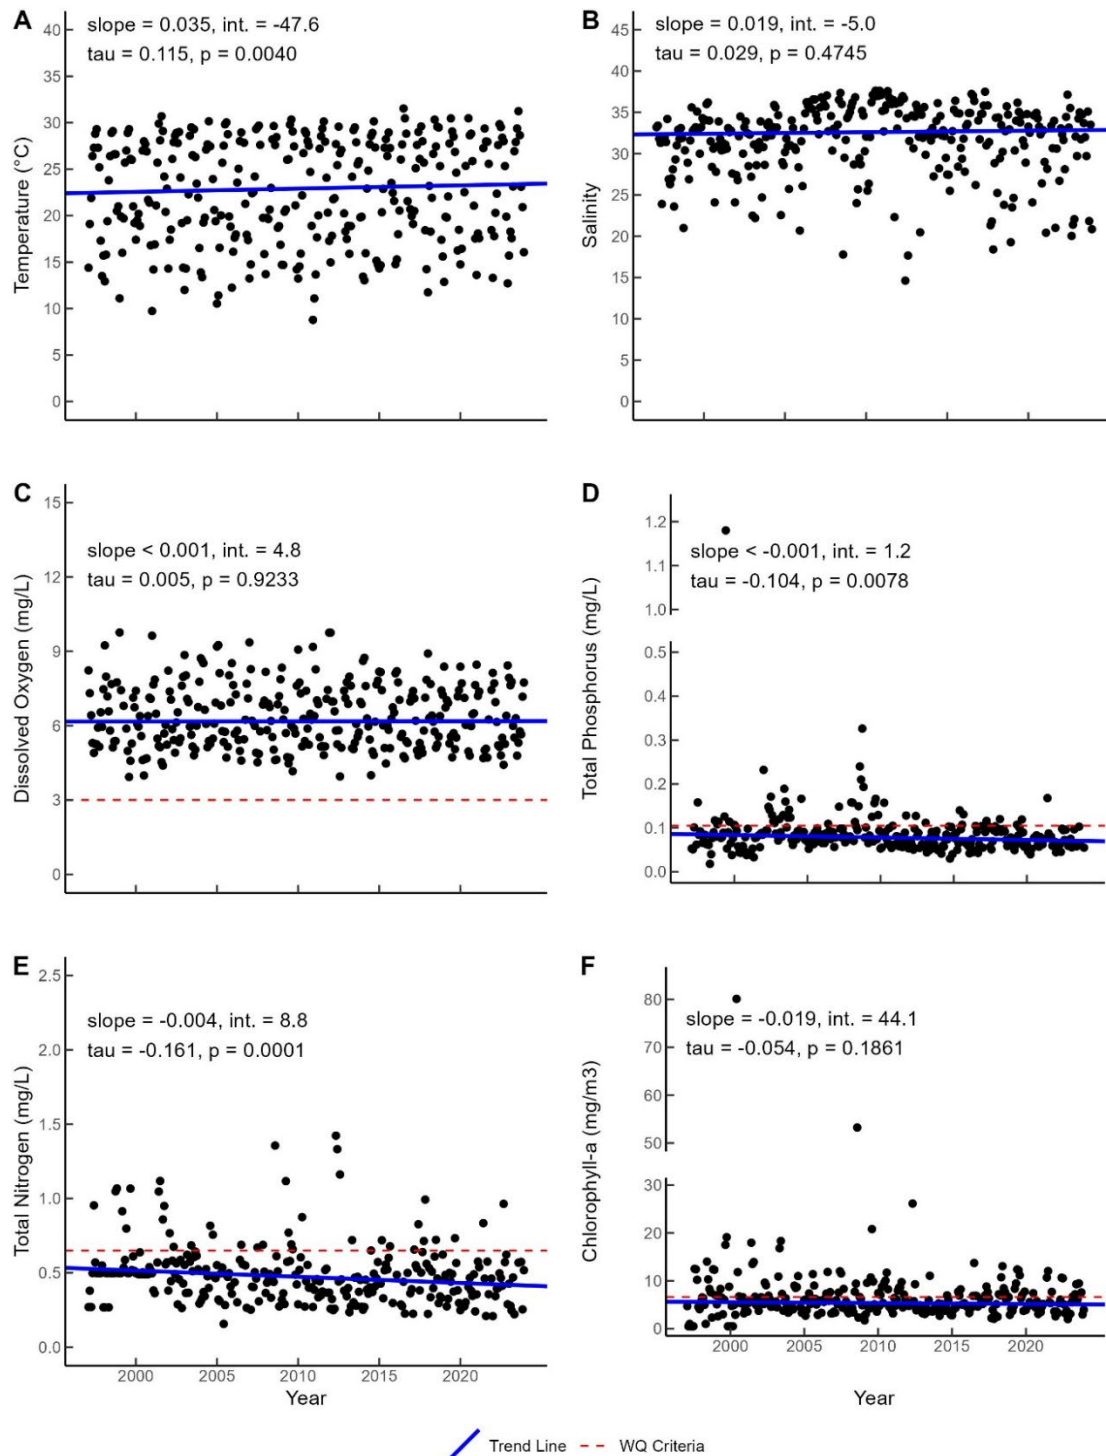 A
slope = 0.035, int. = -47.6
tau = 0.115, p = 0.0040
Temperature (°C)
40
35
30
25
20
15
10
5
0
B
slope = 0.019, int. = -5.0
tau = 0.029, p = 0.4745
Salinity
45
40
35
30
25
20
15
10
5
0
C
slope < 0.001, int. = 4.8
tau = 0.005, p = 0.9233
Dissolved Oxygen (mg/L)
15
12
9
6
3
0
D
slope < -0.001, int. = 1.2
tau = -0.104, p = 0.0078
Total Phosphorus (mg/L)
1.2
1.1
1.0
0.5
0.4
0.3
0.2
0.1
0.0
E
slope = -0.004, int. = 8.8
tau = -0.161, p = 0.0001
Total Nitrogen (mg/L)
2.5
2.0
1.5
1.0
0.5
0.0
2000 2005 2010 2015 2020
Year
F
slope = -0.019, int. = 44.1
tau = -0.054, p = 0.1861
Chlorophyll-a (mg/m3)
80
70
60
50
30
20
10
0
2000 2005 2010 2015 2020
Year
Trend Line WQ Criteria